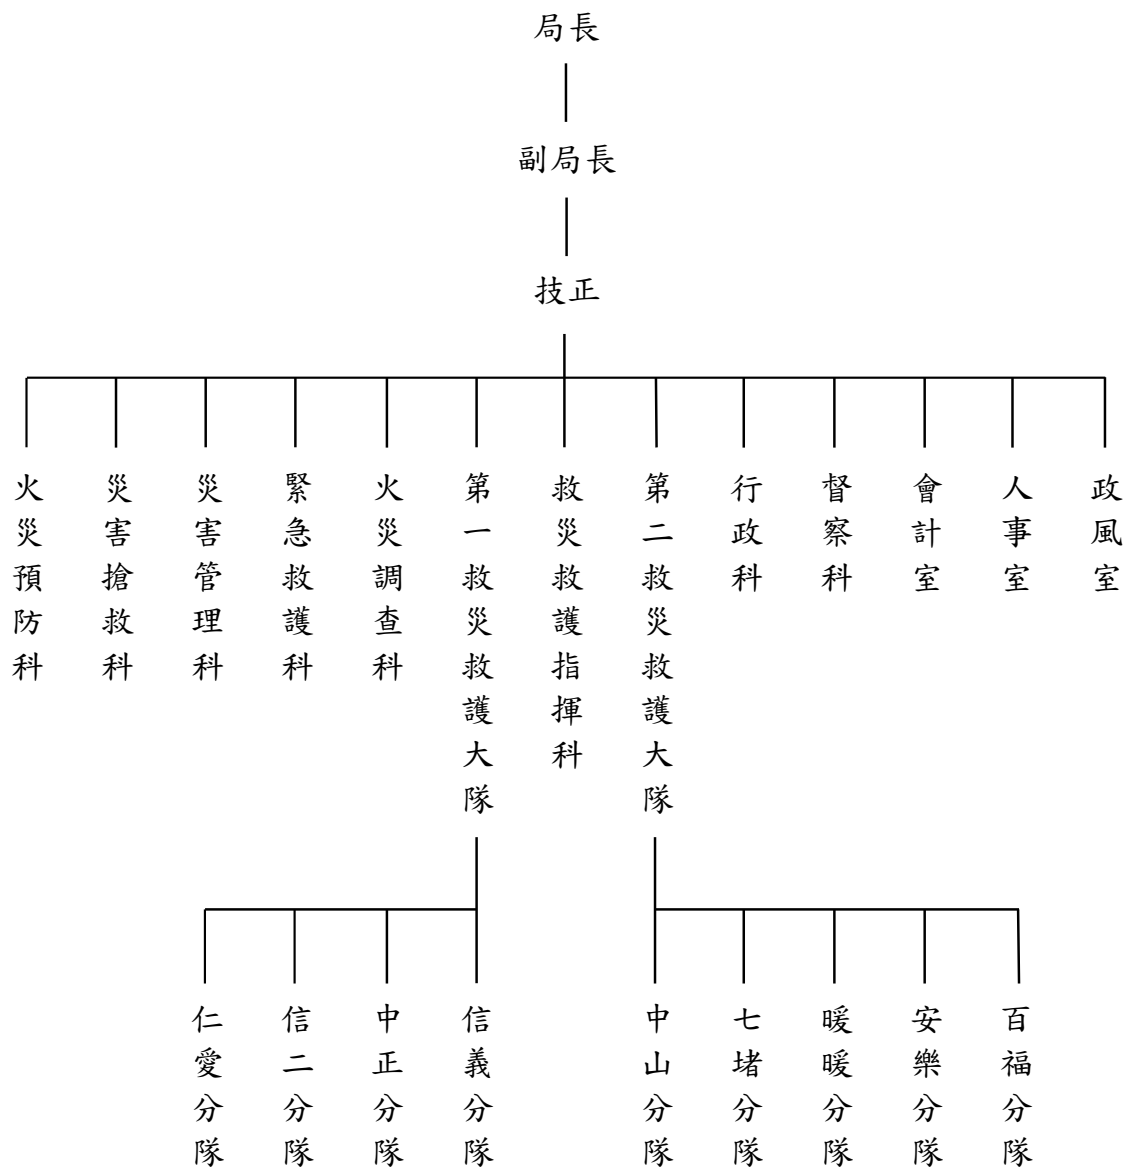 局長
副局長
技正
火災預防科
災害搶救科
災害管理科
緊急救護科
火災調查科
第一救災救護大隊
救災救護指揮科
第二救災救護大隊
行政科
督察科
會計室
人事室
政風室
仁愛分隊
信二分隊
中正分隊
信義分隊
中山分隊
七堵分隊
暖暖分隊
安樂分隊
百福分隊